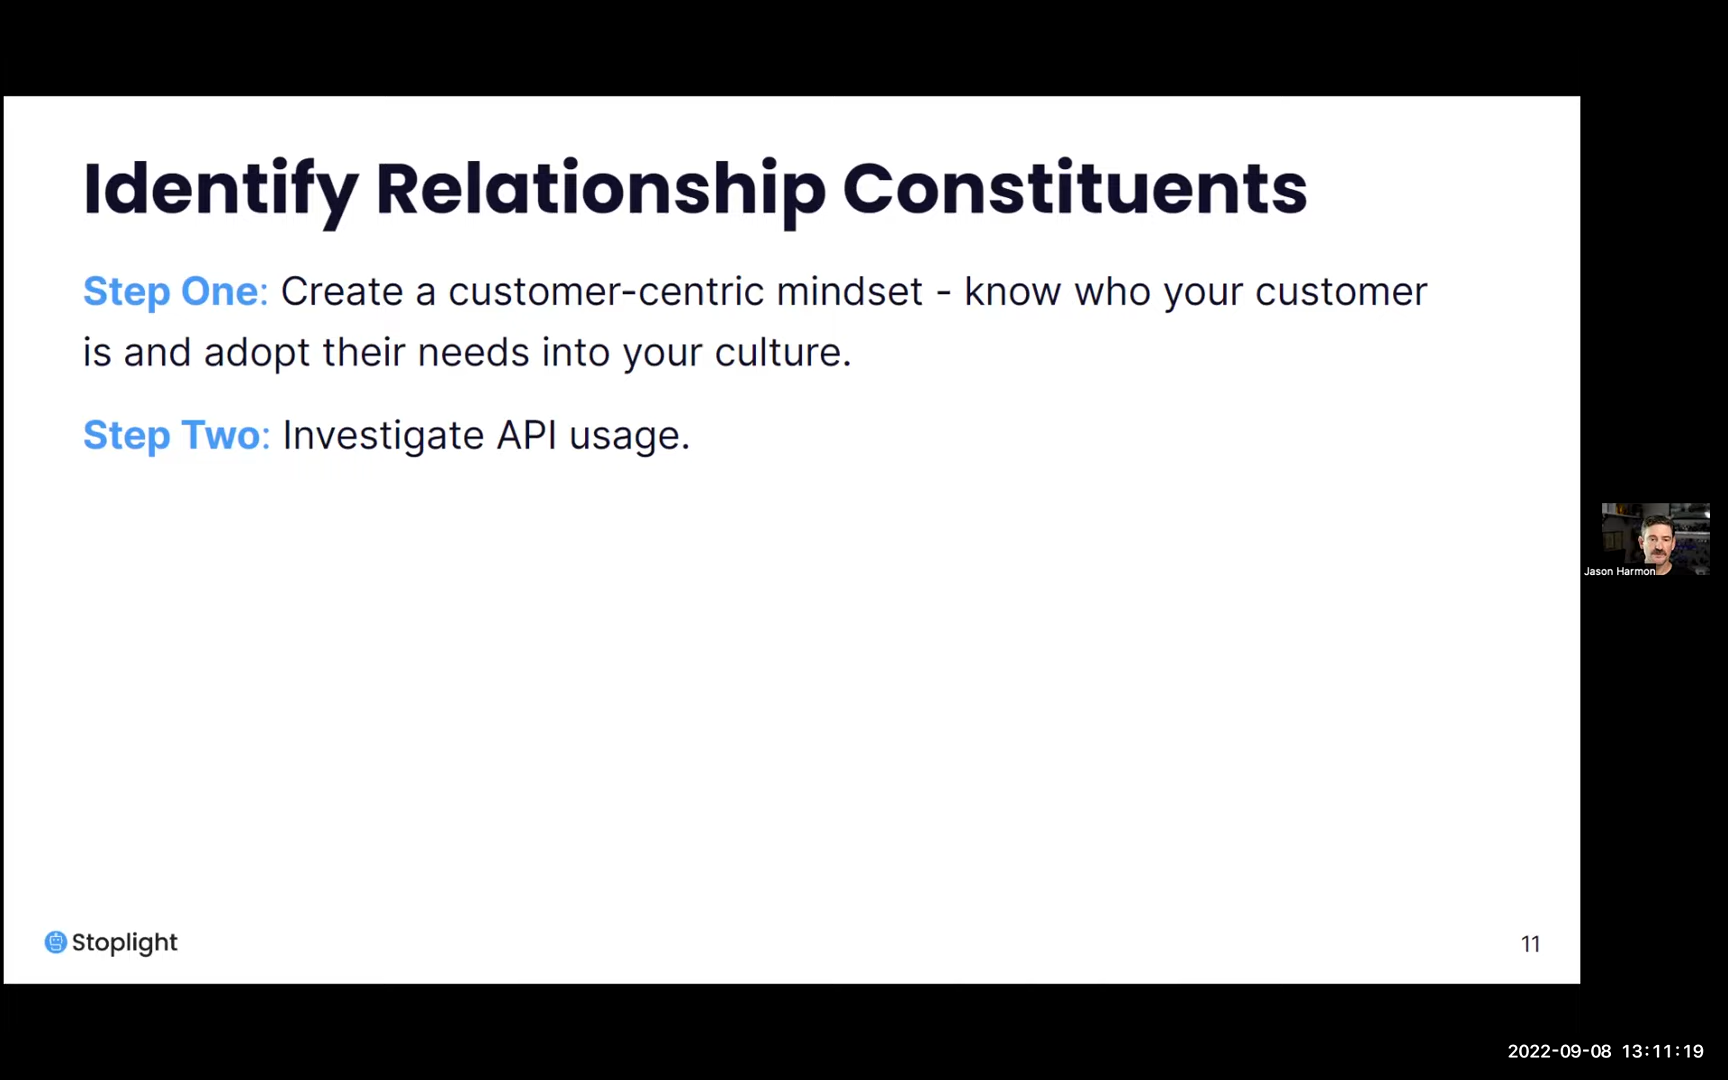 Identify Relationship Constituents
Step One: Create a customer-centric mindset - know who your customer
is and adopt their needs into your culture.
Step Two: Investigate API usage.
Jason Harmon
Stoplight
11
2022-09-08 13:11:19